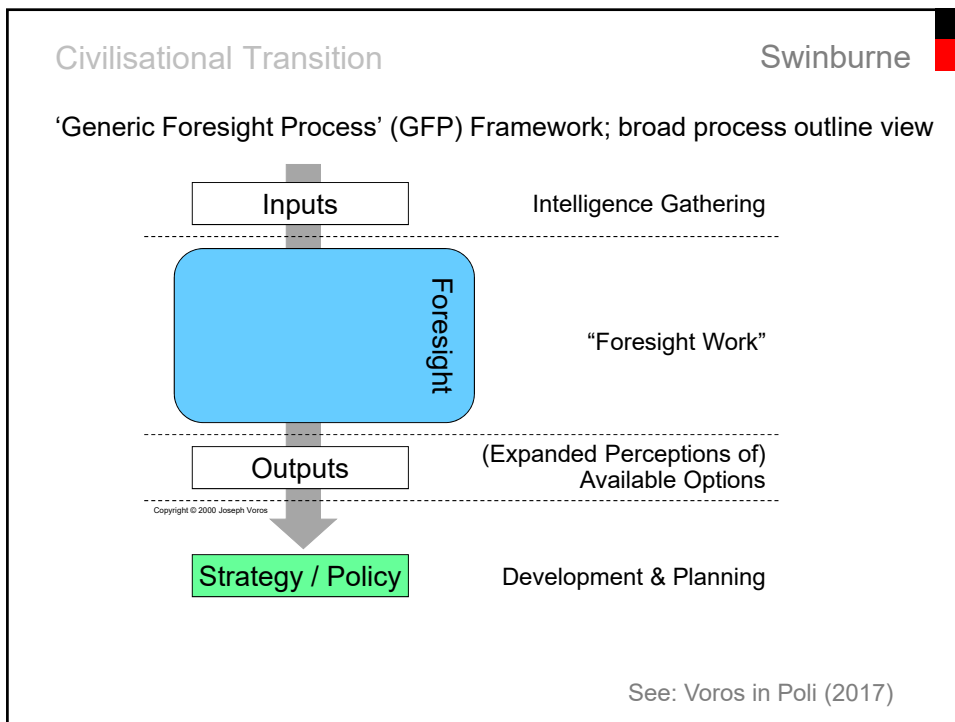 Civilisational Transition
Swinburne
‘Generic Foresight Process’ (GFP) Framework; broad process outline view
Inputs
Intelligence Gathering
Foresight
“Foresight Work”
Outputs
(Expanded Perceptions of)
Available Options
Copyright © 2000 Joseph Voros
Strategy / Policy
Development & Planning
See: Voros in Poli (2017)